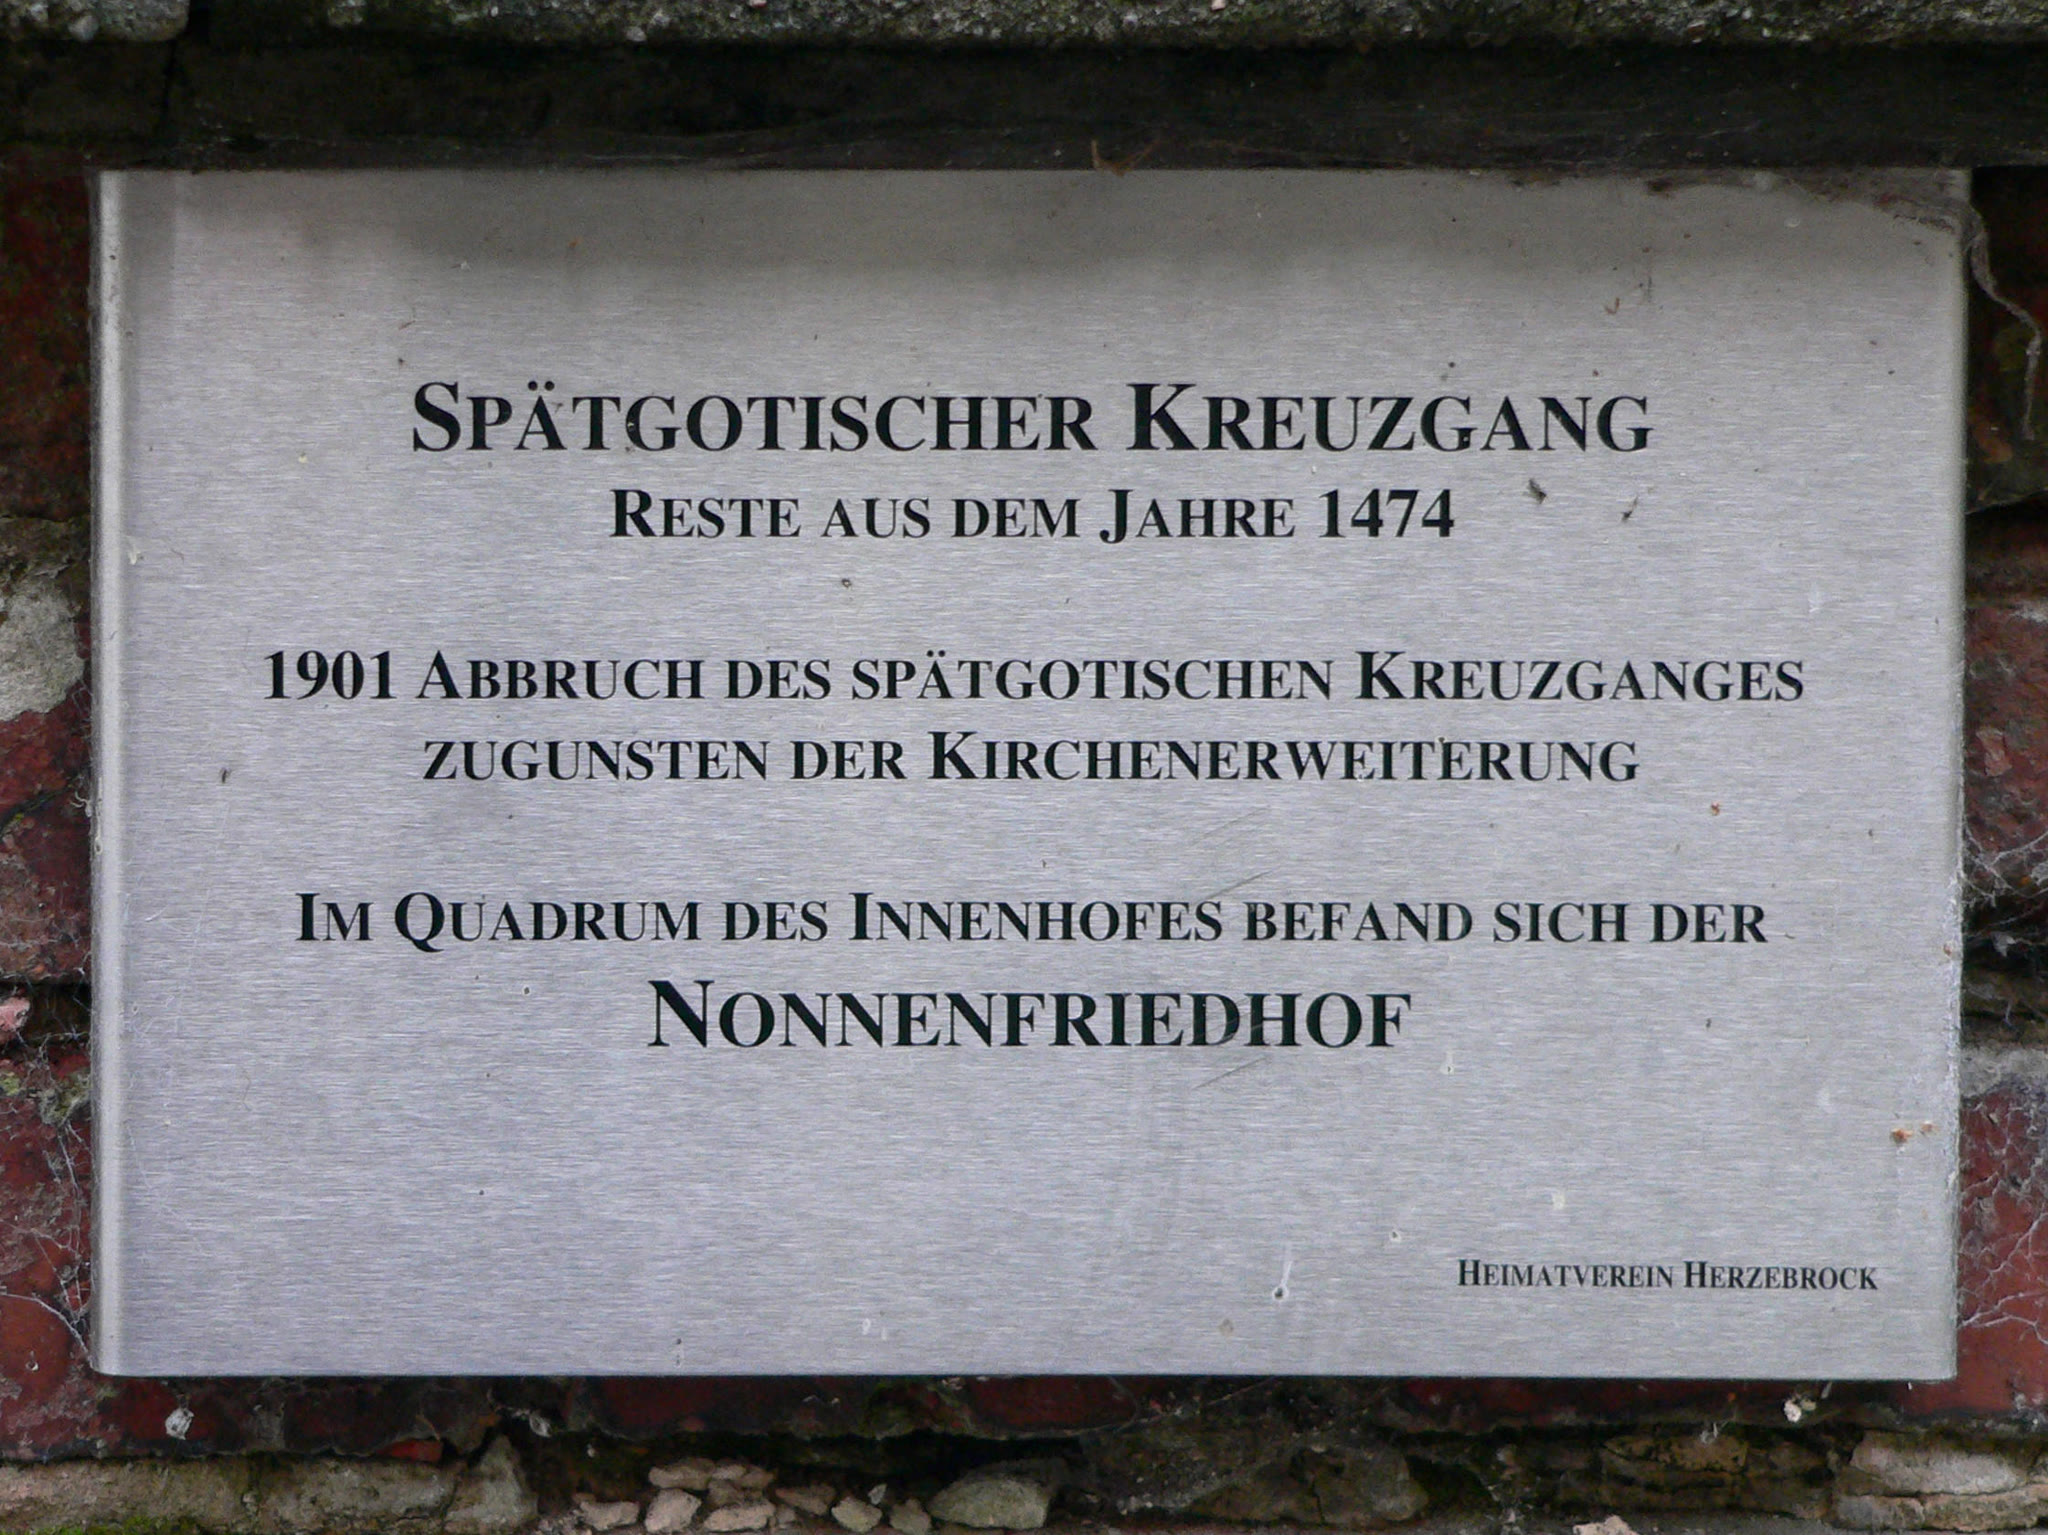 Spätgotischer Kreuzgang
Reste aus dem Jahre 1474
1901 Abbruch des spätgotischen Kreuzganges
zugunsten der Kirchenerweiterung
Im Quadrum des Innenhofes befand sich der
Nonnenfriedhof
Heimatverein Herzebrock